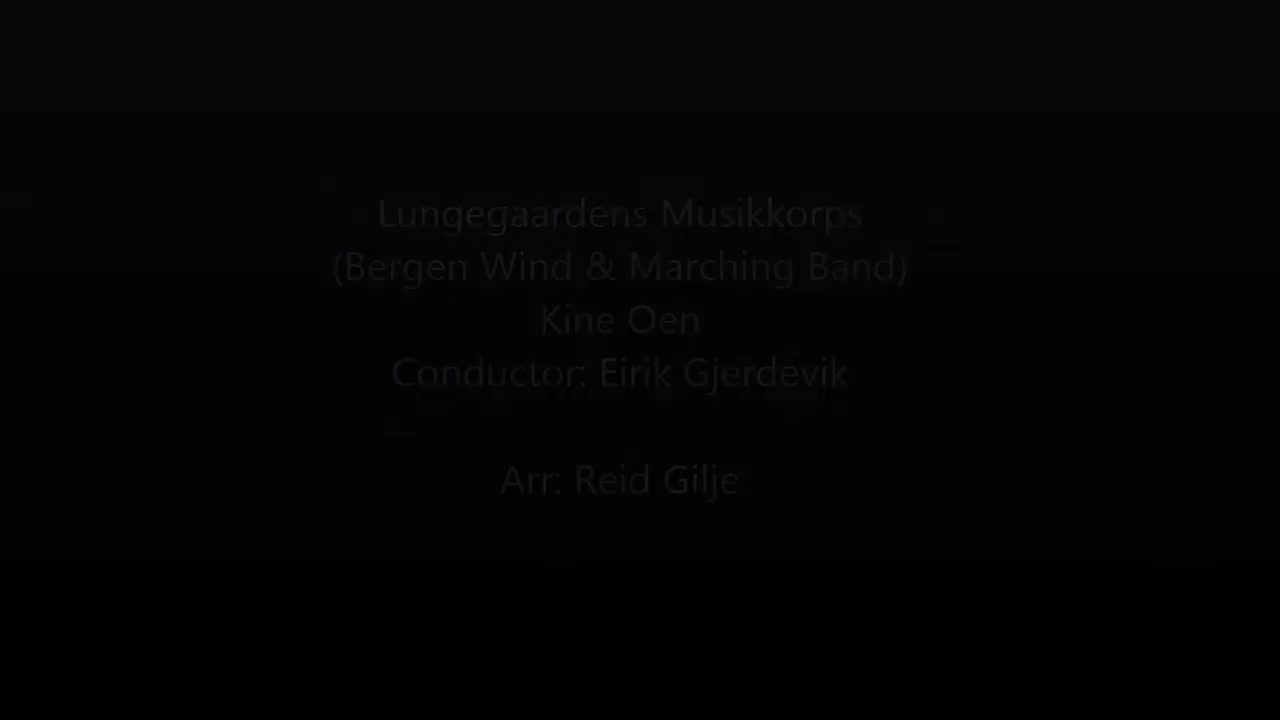 Lungegaardens Musikkorps
(Bergen Wind & Marching Band)
Kine Oen
Conductor: Eirik Gjerdevik
Arr: Reid Gilje